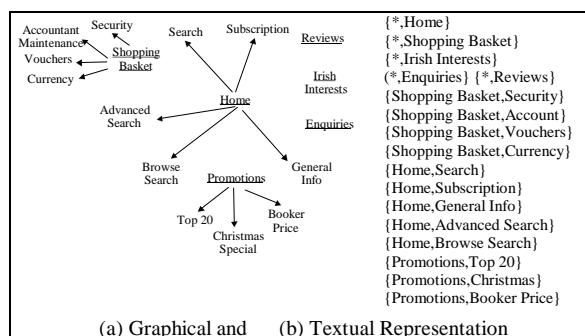 Accountant
Maintenance
Security
Vouchers
Shopping
Basket
Currency
Search
Subscription
Reviews
Irish
Interests
Home
Enquiries
Advanced
Search
Browse
Search
Promotions
General
Info
Top 20
Christmas
Special
Booker
Price
{*,Home}
{*,Shopping Basket}
{*,Irish Interests}
(*,Enquiries} {*,Reviews}
{Shopping Basket,Security}
{Shopping Basket,Account}
{Shopping Basket,Vouchers}
{Shopping Basket,Currency}
{Home,Search}
{Home,Subscription}
{Home,General Info}
{Home,Advanced Search}
{Home,Browse Search}
{Promotions,Top 20}
{Promotions,Christmas}
{Promotions,Booker Price}
(a) Graphical and (b) Textual Representation